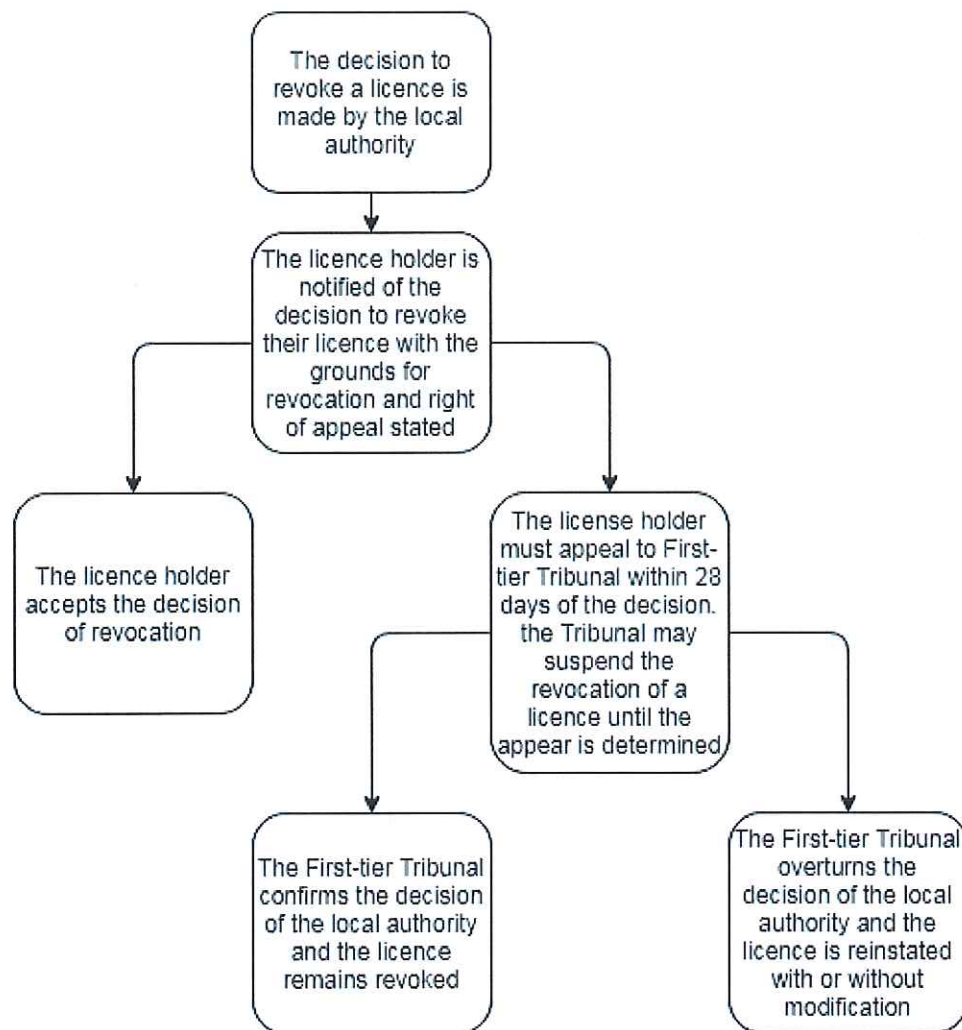 The decision to
revoke a licence is
made by the local
authority
The licence holder is
notified of the
decision to revoke
their licence with the
grounds for
revocation and right
of appeal stated
The licence holder
accepts the decision
of revocation
The license holder
must appeal to First-
tier Tribunal within 28
days of the decision.
the Tribunal may
suspend the
revocation of a
licence until the
appear is determined
The First-tier Tribunal
confirms the decision
of the local authority
and the licence
remains revoked
The First-tier Tribunal
overturns the
decision of the local
authority and the
licence is reinstated
with or without
modification